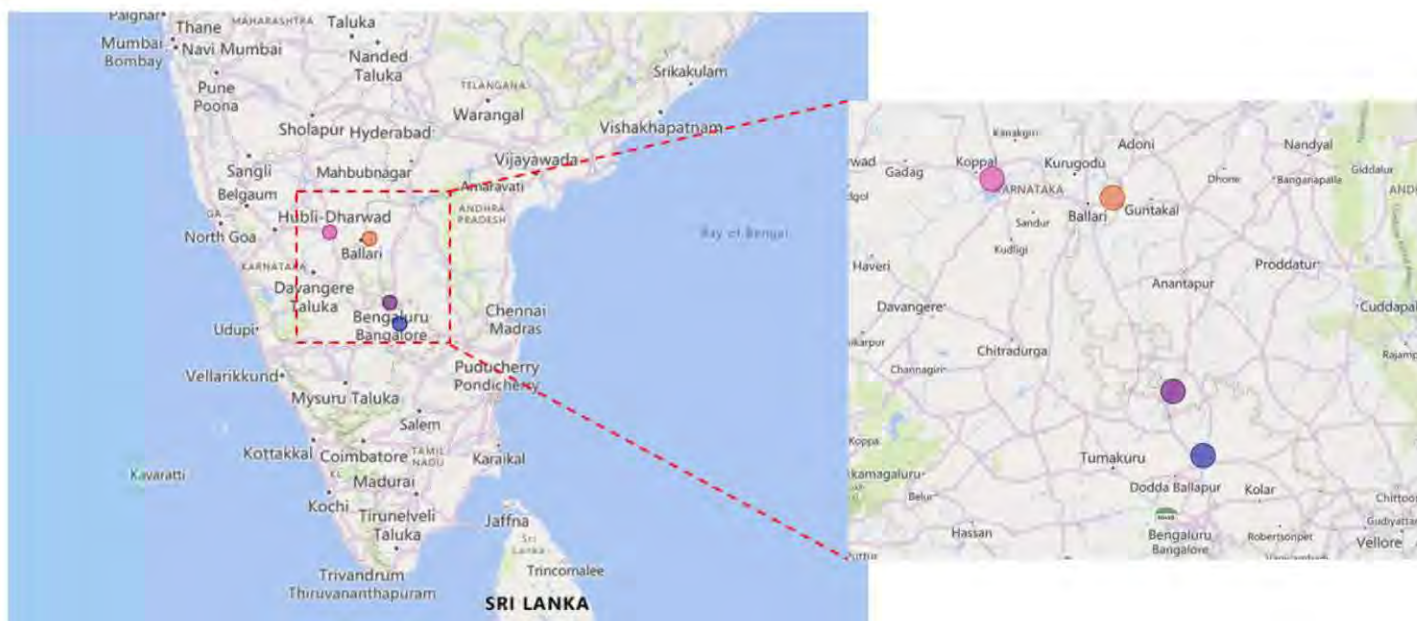 Palghar
MAHARASHTRA
Taluka
Thane
Navi Mumbai
Mumbai
Bombay
Nanded
Taluka
Srikakulam
Pune
Poona
TELANGANA
Warangal
Sholapur
Hyderabad
Vishakhapatnam
Sangli
Vijayawada
Mahbubnagar
Belgaum
Amaravati
GA
Hubli-Dharwad
ANDHRA
PRADESH
North Goa
Ballari
Bay of Bengal
KARNATAKA
Davangere
Taluka
Bengaluru
Bangalore
Chennai
Madras
Udupi
Puducherry
Pondicherry
Vellarikkund
Mysuru Taluka
Salem
Kottakkal
Coimbatore
TAMIL
NADU
Karaikal
Kavaratti
KL
Madurai
Kochi
Tirunelveli
Taluka
Jaffna
Sri
Lanka
Trincomalee
Trivandrum
Thiruvananthapuram
SRI LANKA
Kanakgiri
Adoni
Nandyal
Koppal
Kurugodu
Gadag
Giddalur
Dhone
Banganapalle
KARNATAKA
Sandur
Ballari
Guntakal
Kudligi
Haveri
Proddatur
Anantapur
Davangere
Cuddapah
Chitradurga
Channagiri
Koppa
Tumakuru
Belur
Dodda Ballapur
Kolar
Hassan
Bengaluru
Bangalore
Robertsonpet
Gudiyattam
Vellore